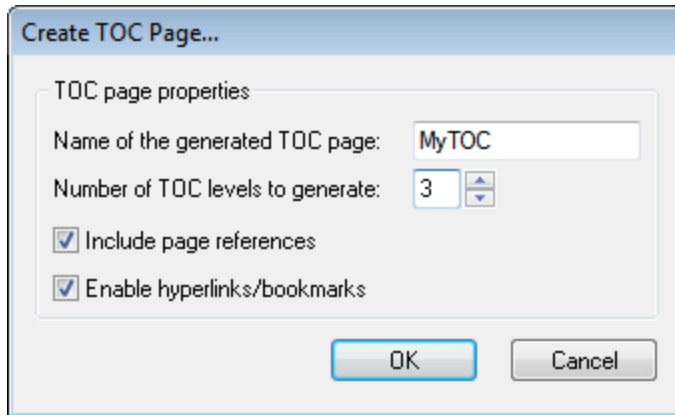 Create TOC Page...
TOC page properties
Name of the generated TOC page: MyTOC
Number of TOC levels to generate: 3
Include page references
Enable hyperlinks/bookmarks
OK Cancel